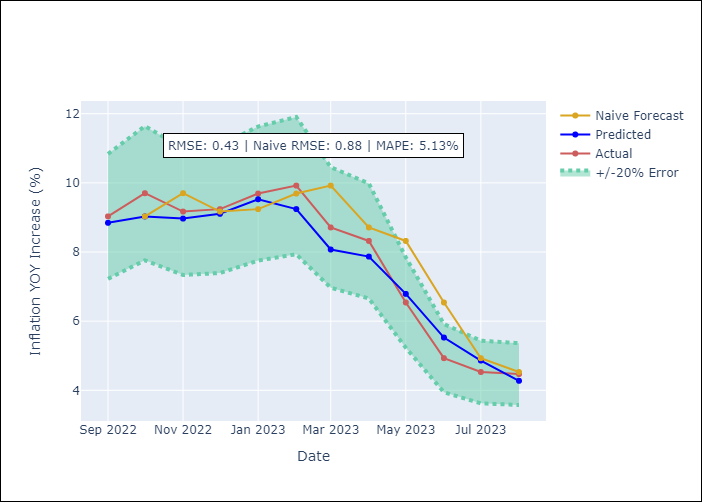 12
10
8
6
4
Inflation YOY Increase (%)
RMSE: 0.43 | Naive RMSE: 0.88 | MAPE: 5.13%
Naive Forecast
Predicted
Actual
+/-20% Error
Sep 2022
Nov 2022
Jan 2023
Mar 2023
May 2023
Jul 2023
Date